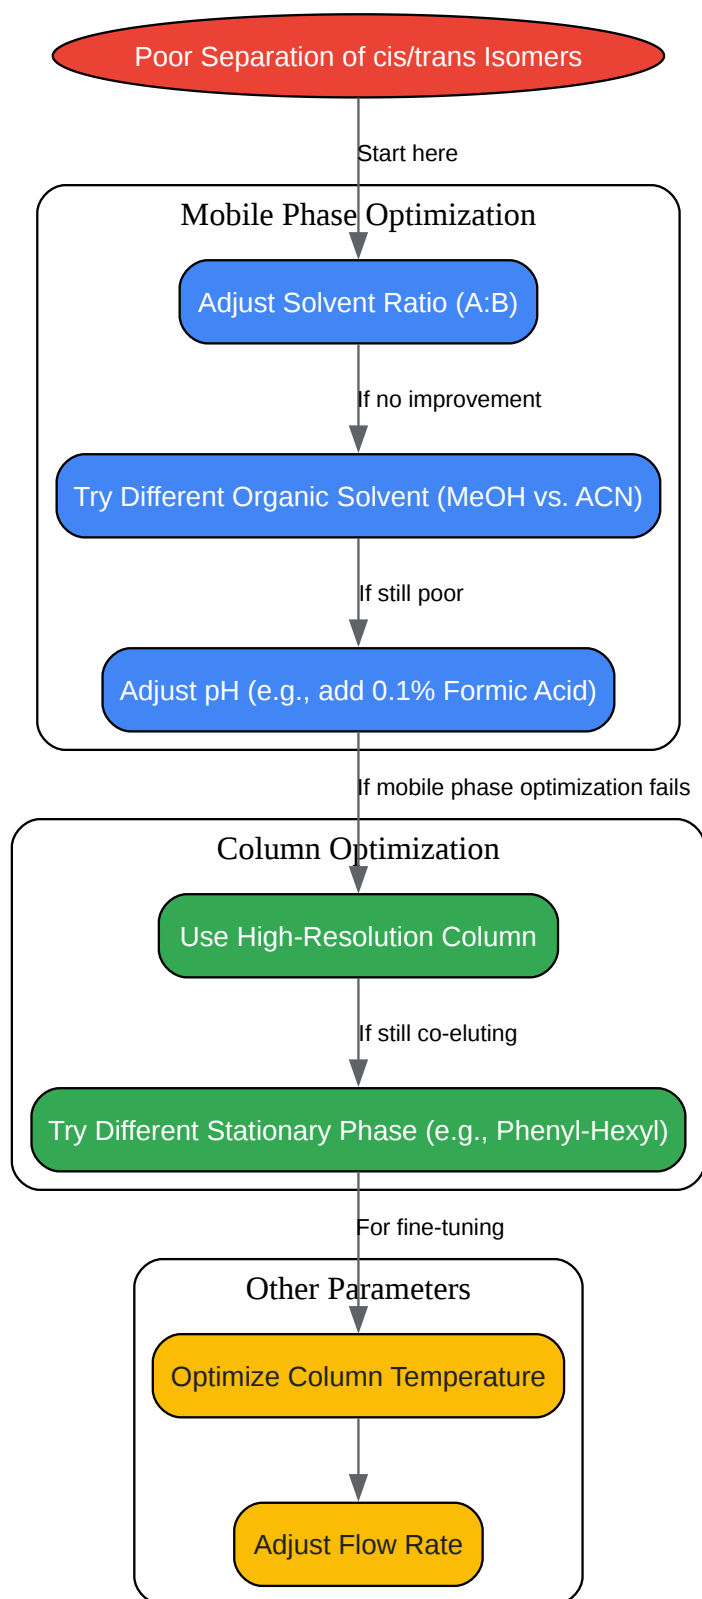 Poor Separation of cis/trans Isomers
Start here
Mobile Phase Optimization
Adjust Solvent Ratio (A:B)
If no improvement
Try Different Organic Solvent (MeOH vs. ACN)
If still poor
Adjust pH (e.g., add 0.1% Formic Acid)
If mobile phase optimization fails
Column Optimization
Use High-Resolution Column
If still co-eluting
Try Different Stationary Phase (e.g., Phenyl-Hexyl)
For fine-tuning
Other Parameters
Optimize Column Temperature
Adjust Flow Rate